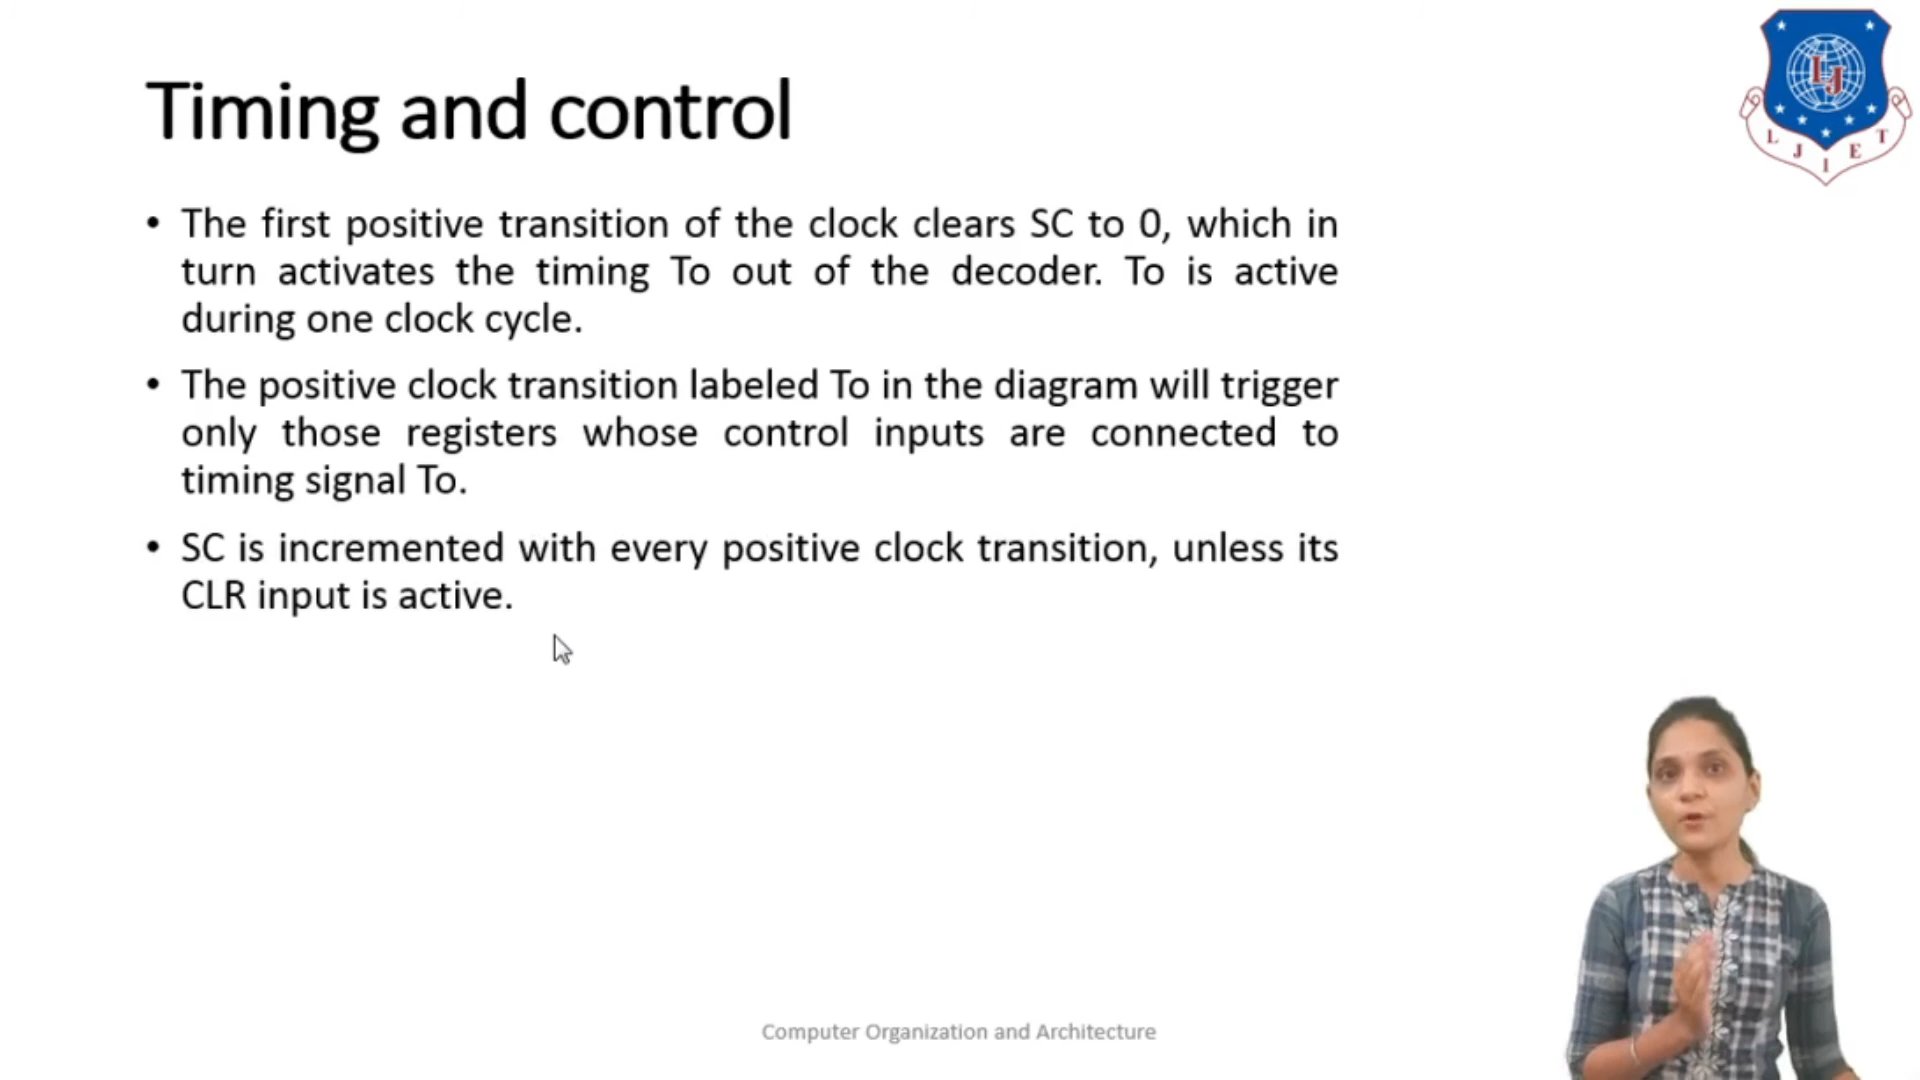 Timing and control
L J I E T
LJ
• The first positive transition of the clock clears SC to 0, which in
turn activates the timing To out of the decoder. To is active
during one clock cycle.
• The positive clock transition labeled To in the diagram will trigger
only those registers whose control inputs are connected to
timing signal To.
• SC is incremented with every positive clock transition, unless its
CLR input is active.
Computer Organization and Architecture